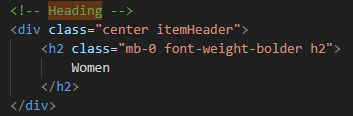 <!-- Heading -->
<div class="center itemHeader">
<h2 class="mb-0 font-weight-bolder h2">
Women
</h2>
</div>